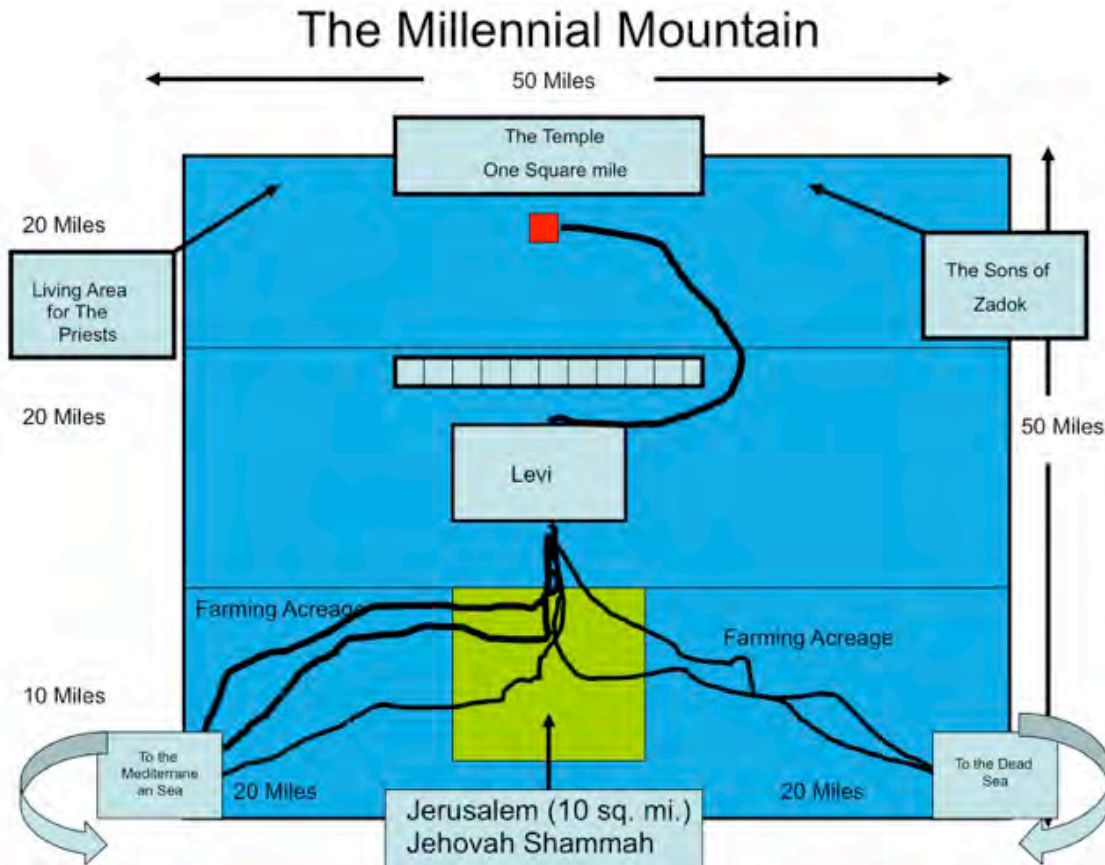 The Millennial Mountain
50 Miles
The Temple
One Square mile
20 Miles
Living Area
for The
Priests
The Sons of
Zadok
20 Miles
50 Miles
Levi
Farming Acreage
Farming Acreage
10 Miles
To the
Mediterrane
an Sea
20 Miles
20 Miles
To the Dead
Sea
Jerusalem (10 sq. mi.)
Jehovah Shammah